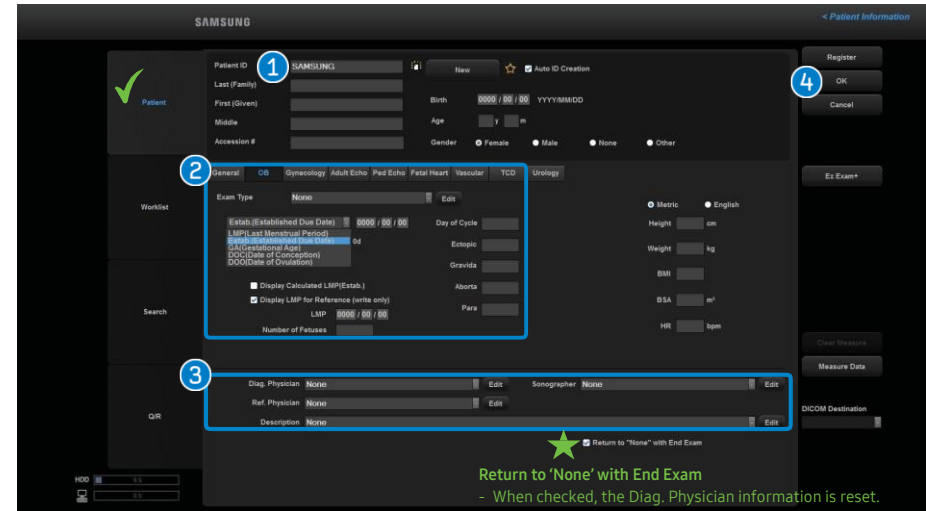 SAMSUNG
< Patient Information
Patient
Worklist
Search
Q/R
HDD 6%
0%
Patient ID 1 SAMSUNG New Auto ID Creation
Last (Family)
First (Given) Birth 0000 / 00 / 00 YYYY/MM/DD
Middle Age y m
Accession # Gender Female Male None Other
2
General OB Gynecology Adult Echo Ped Echo Fetal Heart Vascular TCD Urology
Exam Type None Edit
Metric English
Estab.(Established Due Date) 0000 / 00 / 00 Day of Cycle Height cm
LMP(Last Menstrual Period)
Estab.(Established Due Date) 0d Ectopic
GA(Gestational Age) Weight kg
DOC(Date of Conception)
DOO(Date of Ovulation) Gravida BMI
Display Calculated LMP(Estab.) Aborta
Display LMP for Reference (write only) Para BSA m²
LMP 0000 / 00 / 00
Number of Fetuses HR bpm
3
Diag. Physician None Edit Sonographer None Edit
Ref. Physician None Edit
Description None Edit
Return to "None" with End Exam
Return to 'None' with End Exam
- When checked, the Diag. Physician information is reset.
Register
4 OK
Cancel
Ez Exam+
Clear Measure
Measure Data
DICOM Destination